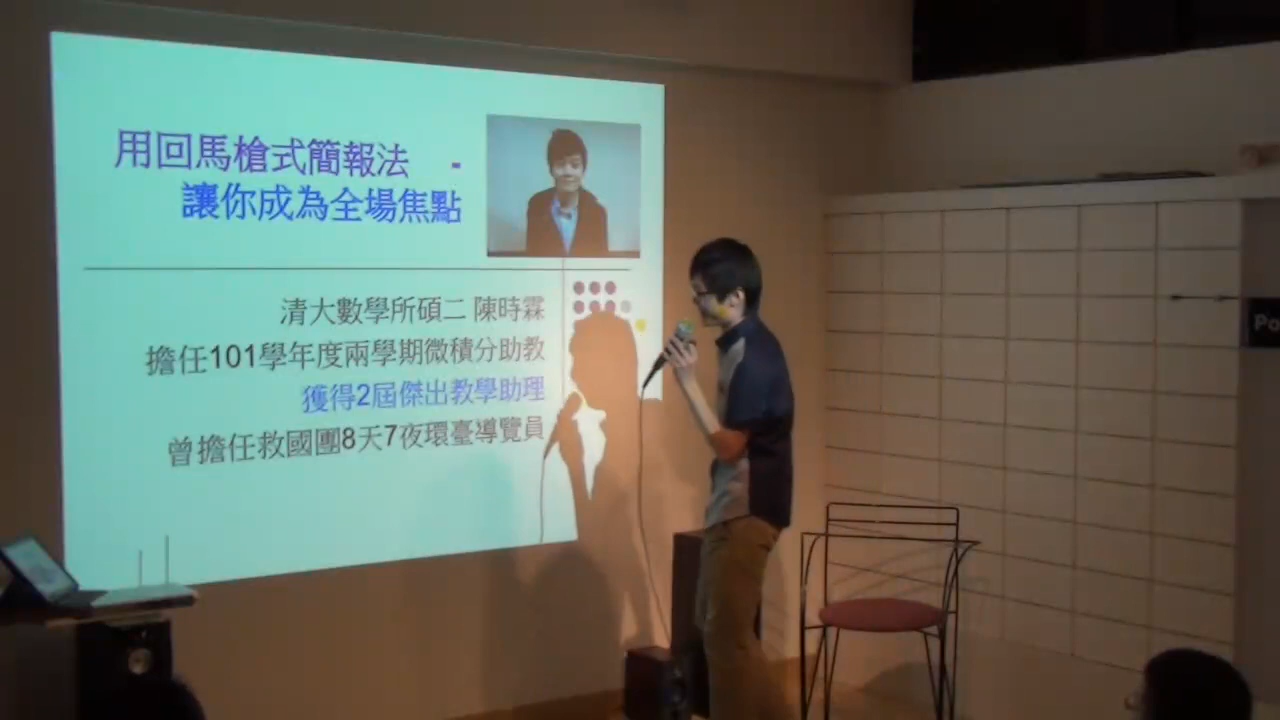 用回馬槍式簡報法 -
讓你成為全場焦點
清大數學所碩二 陳時霖
擔任101學年度兩學期微積分助教
獲得2屆傑出教學助理
曾擔任救國團8天7夜環臺導覽員
Po